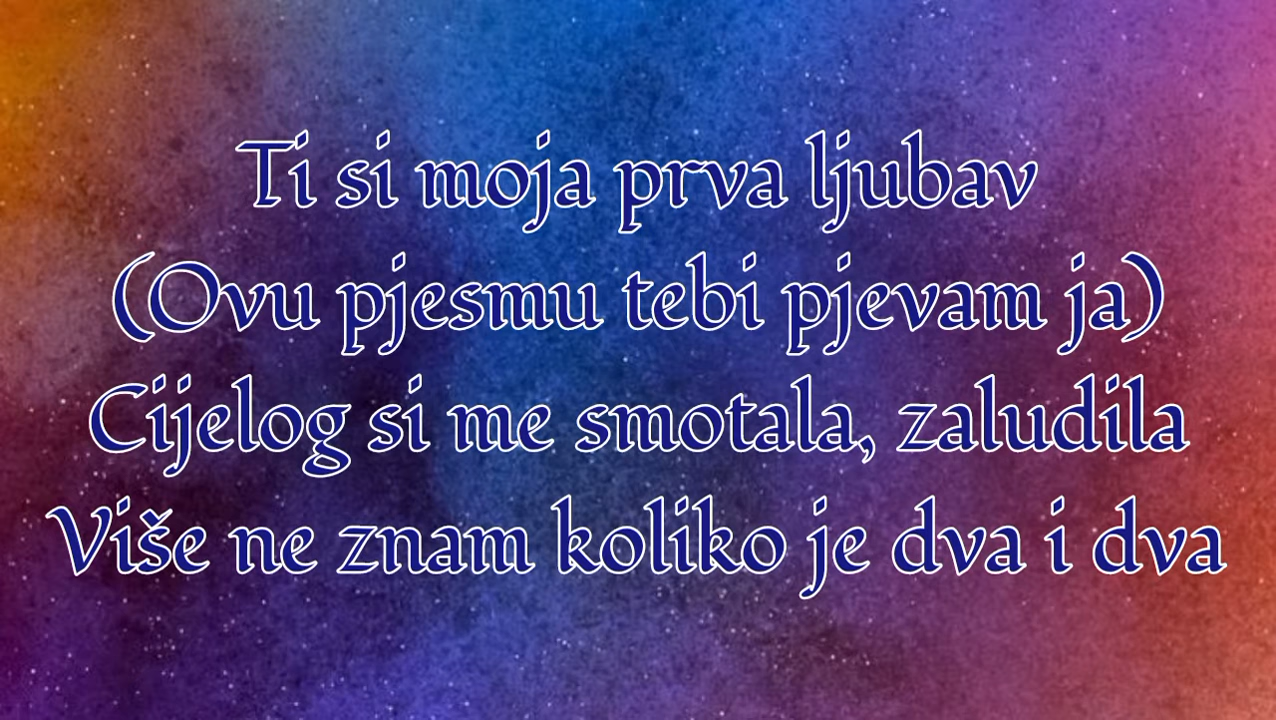 Ti si moja prva ljubav
(Ovu pjesmu tebi pjevam ja)
Cijelog si me smotala, zaludila
Više ne znam koliko je dva i dva